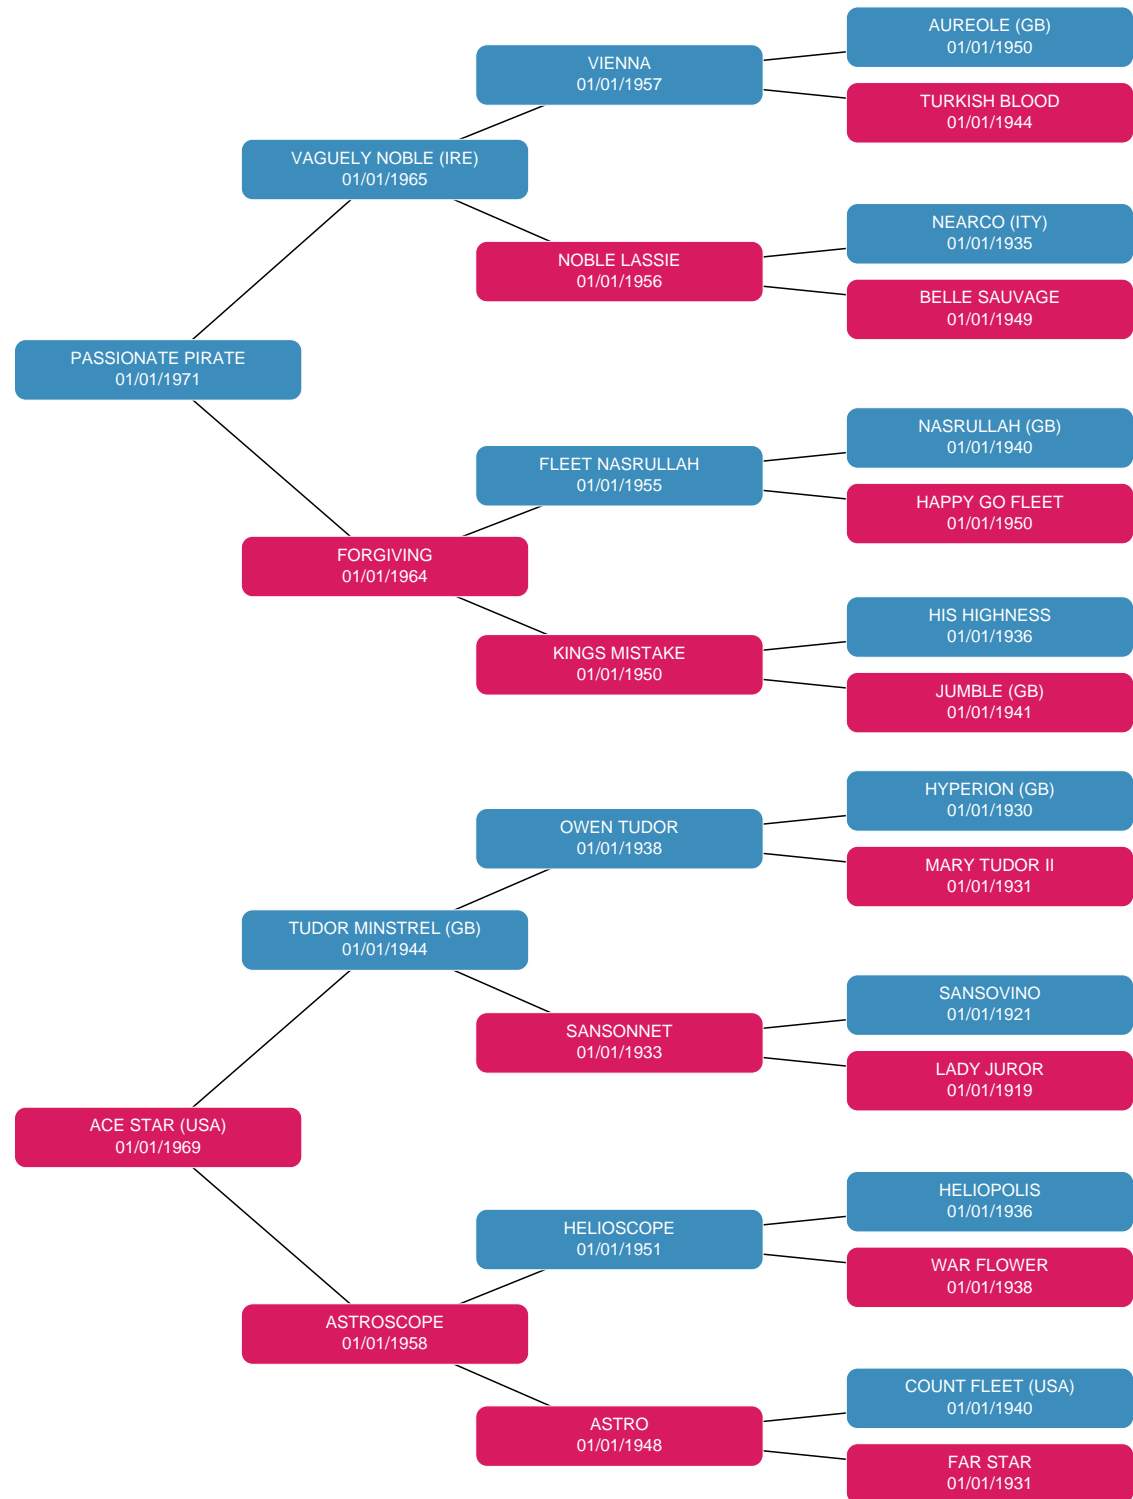 AUREOLE (GB)
01/01/1950
VIENNA
01/01/1957
TURKISH BLOOD
01/01/1944
VAGUELY NOBLE (IRE)
01/01/1965
NEARCO (ITY)
01/01/1935
NOBLE LASSIE
01/01/1956
BELLE SAUVAGE
01/01/1949
PASSIONATE PIRATE
01/01/1971
NASRULLAH (GB)
01/01/1940
FLEET NASRULLAH
01/01/1955
HAPPY GO FLEET
01/01/1950
FORGIVING
01/01/1964
HIS HIGHNESS
01/01/1936
KINGS MISTAKE
01/01/1950
JUMBLE (GB)
01/01/1941
HYPERION (GB)
01/01/1930
OWEN TUDOR
01/01/1938
MARY TUDOR II
01/01/1931
TUDOR MINSTREL (GB)
01/01/1944
SANSOVINO
01/01/1921
SANSONNET
01/01/1933
LADY JUROR
01/01/1919
ACE STAR (USA)
01/01/1969
HELIOPOLIS
01/01/1936
HELIOSCOPE
01/01/1951
WAR FLOWER
01/01/1938
ASTROSCOPE
01/01/1958
COUNT FLEET (USA)
01/01/1940
ASTRO
01/01/1948
FAR STAR
01/01/1931